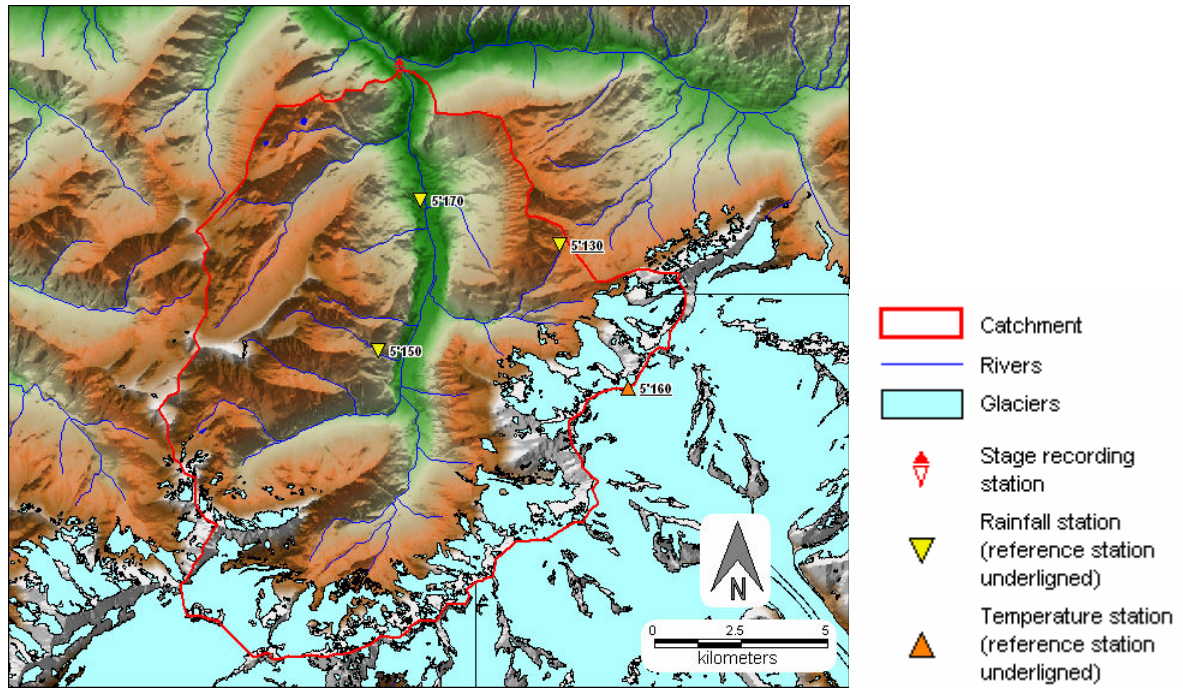 5'170
5'130
5'150
5'160
N
0 2.5 5
kilometers
Catchment
Rivers
Glaciers
Stage recording
station
Rainfall station
(reference station
underligned)
Temperature station
(reference station
underligned)